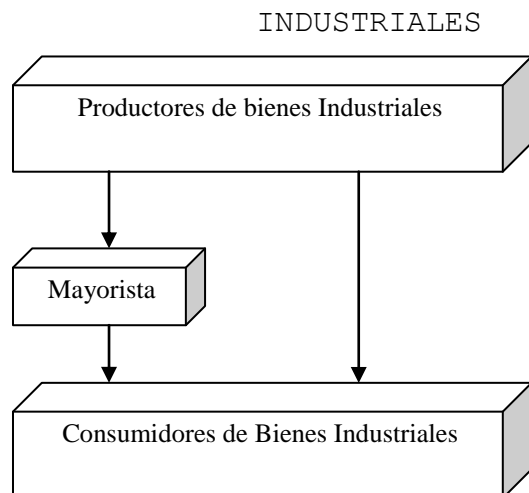 INDUSTRIALES
Productores de bienes Industriales
Mayorista
Consumidores de Bienes Industriales